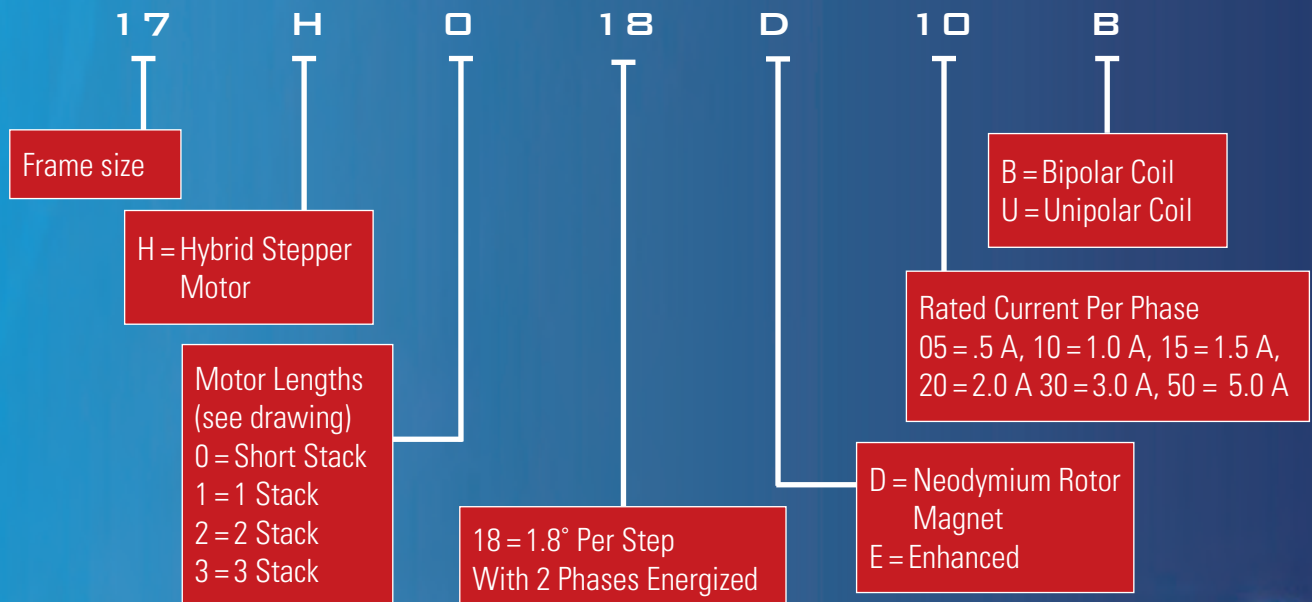 17 H 0 18 D 10 B
Frame size
H = Hybrid Stepper
Motor
Motor Lengths
(see drawing)
0 = Short Stack
1 = 1 Stack
2 = 2 Stack
3 = 3 Stack
18 = 1.8° Per Step
With 2 Phases Energized
D = Neodymium Rotor
Magnet
E = Enhanced
Rated Current Per Phase
05 = .5 A, 10 = 1.0 A, 15 = 1.5 A,
20 = 2.0 A 30 = 3.0 A, 50 = 5.0 A
B = Bipolar Coil
U = Unipolar Coil